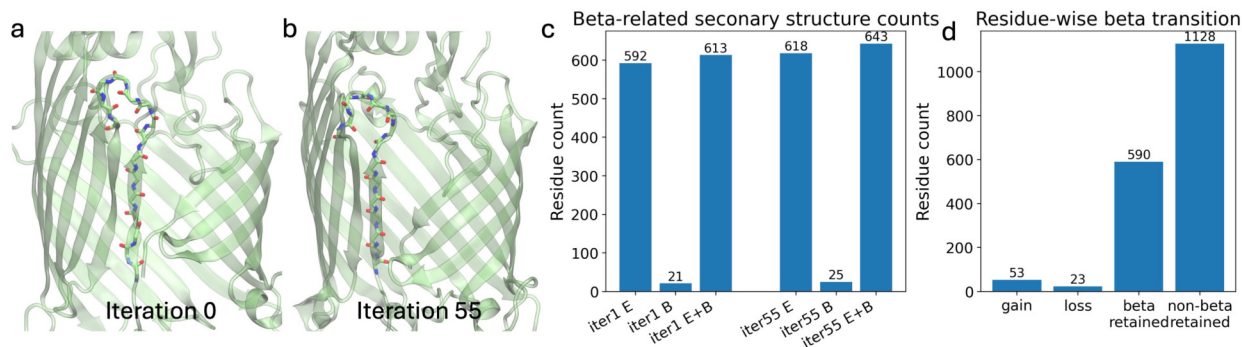 a
b
Iteration 0
Iteration 55
c
Beta-related seconary structure counts
Residue count
600
500
400
300
200
100
0
592
21
613
618
25
643
iter1 E
iter1 B
iter1 E+B
iter55 E
iter55 B
iter55 E+B
d
Residue-wise beta transition
Residue count
1000
800
600
400
200
0
53
23
590
1128
gain
loss
beta
retained
non-beta
retained